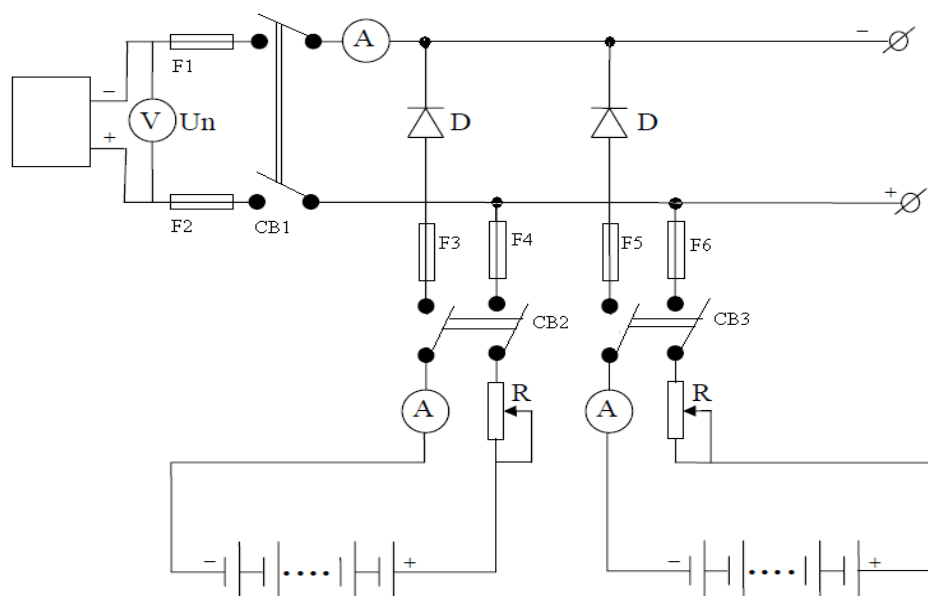 −
A
F1
−
V Un
+
D
D
+
F2
CB1
F3
F4
F5
F6
CB2
CB3
A
R
A
R
− +
− +